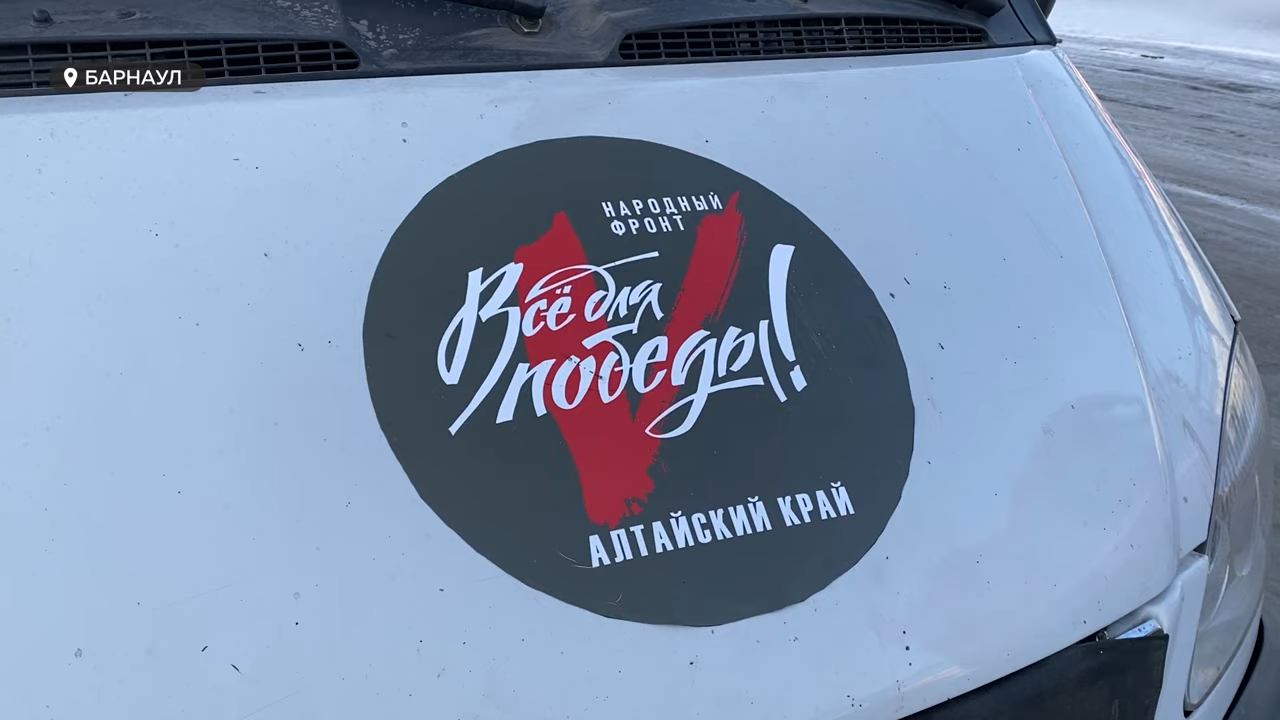 БАРНАУЛ
НАРОДНЫЙ
ФРОНТ
Всё для
победы!
АЛТАЙСКИЙ КРАЙ